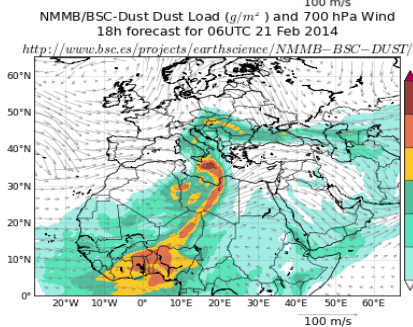 100 m/s
NMMB/BSC-Dust Dust Load (g/m²) and 700 hPa Wind
18h forecast for 06UTC 21 Feb 2014
http://www.bsc.es/projects/earthscience/NMMB-BSC-DUST/
60°N
50°N
40°N
30°N
20°N
10°N
0°
20°W 10°W 0° 10°E 20°E 30°E 40°E 50°E 60°E
100 m/s